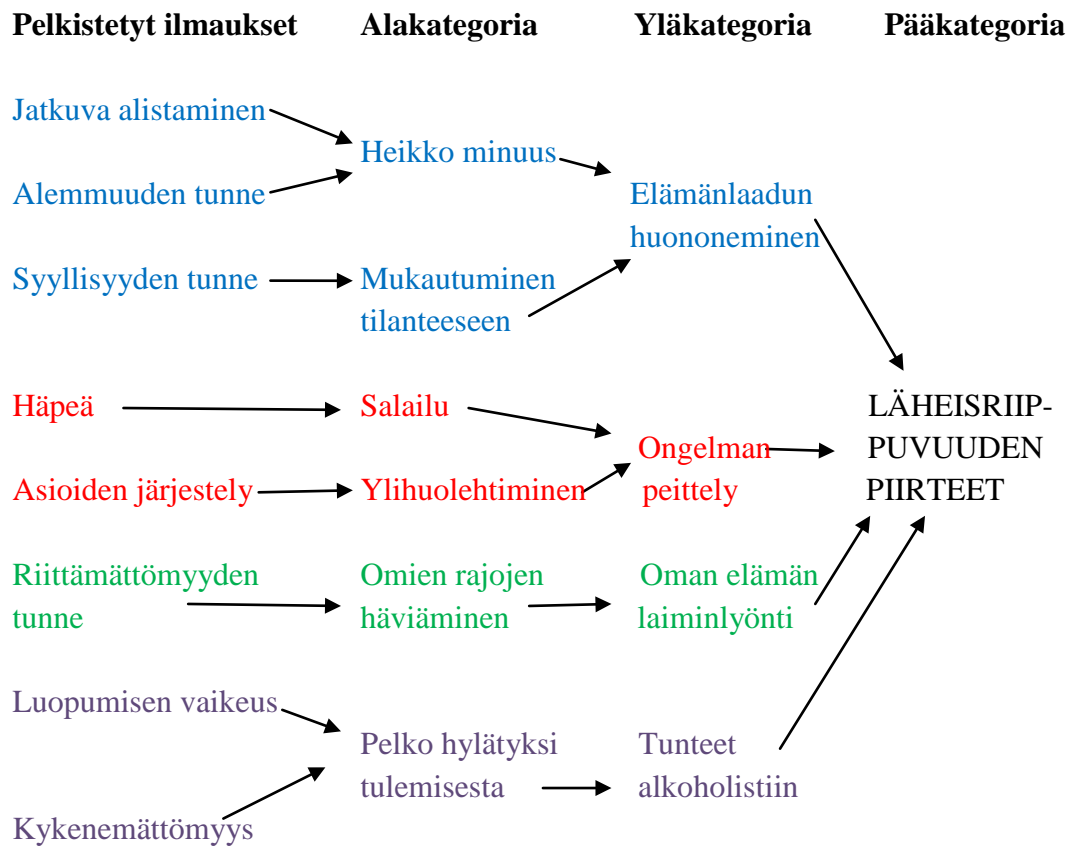 Pelkistetyt ilmaukset Alakategoria Yläkategoria Pääkategoria
Jatkuva alistaminen
Heikko minuus
Alemmuuden tunne
Elämänlaadun
huononeminen
Syyllisyyden tunne
Mukautuminen
tilanteeseen
Häpeä
Salailu
Ongelman
peittely
LÄHEISRIIP-
PUVUUDEN
PIIRTEET
Asioiden järjestely
Ylihuolehtiminen
Riittämättömyyden
tunne
Omien rajojen
häviäminen
Oman elämän
laiminlyönti
Luopumisen vaikeus
Pelko hylätyksi
tulemisesta
Tunteet
alkoholistiin
Kykenemättömyys